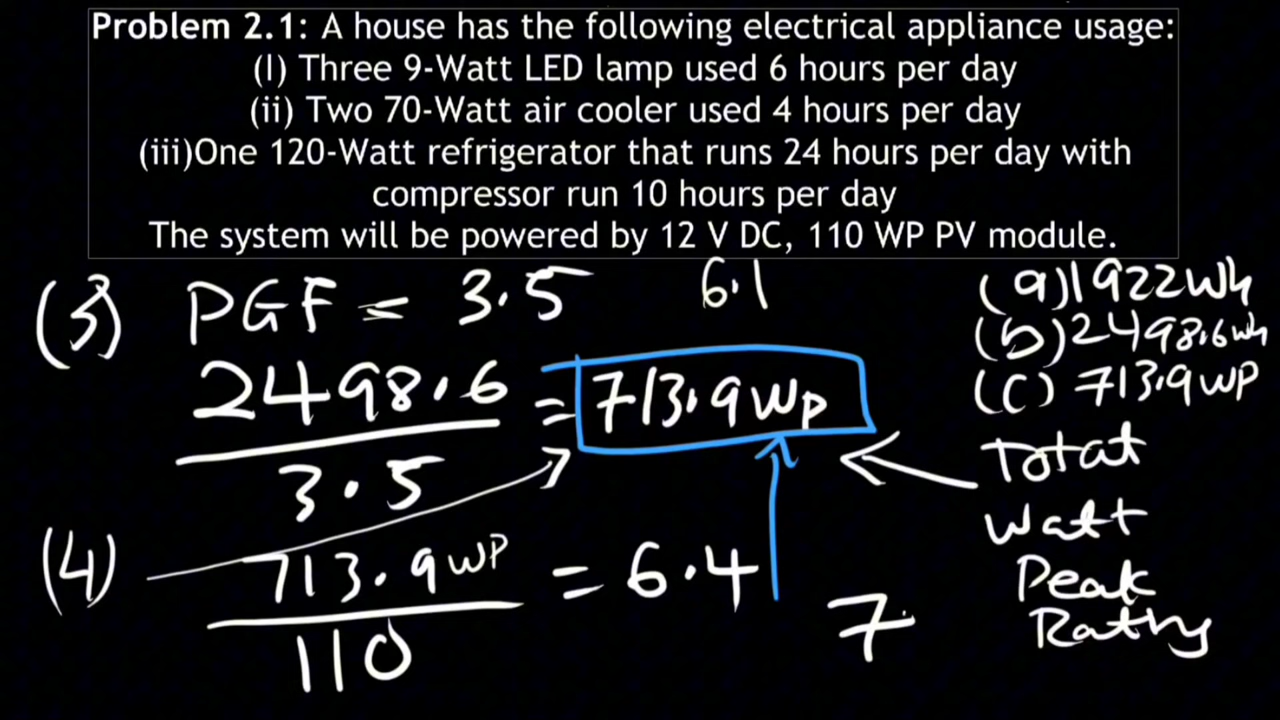 Problem 2.1: A house has the following electrical appliance usage:
(I) Three 9-Watt LED lamp used 6 hours per day
(ii) Two 70-Watt air cooler used 4 hours per day
(iii)One 120-Watt refrigerator that runs 24 hours per day with
compressor run 10 hours per day
The system will be powered by 12 V DC, 110 WP PV module.
(3) PGF = 3.5 6.1
2498.6 = 713.9Wp
3.5
(4) 713.9WP = 6.4 7
110
(a)1922Wh
(b)2498.6wh
(c) 713.9WP
Total
Watt
Peak
Rating